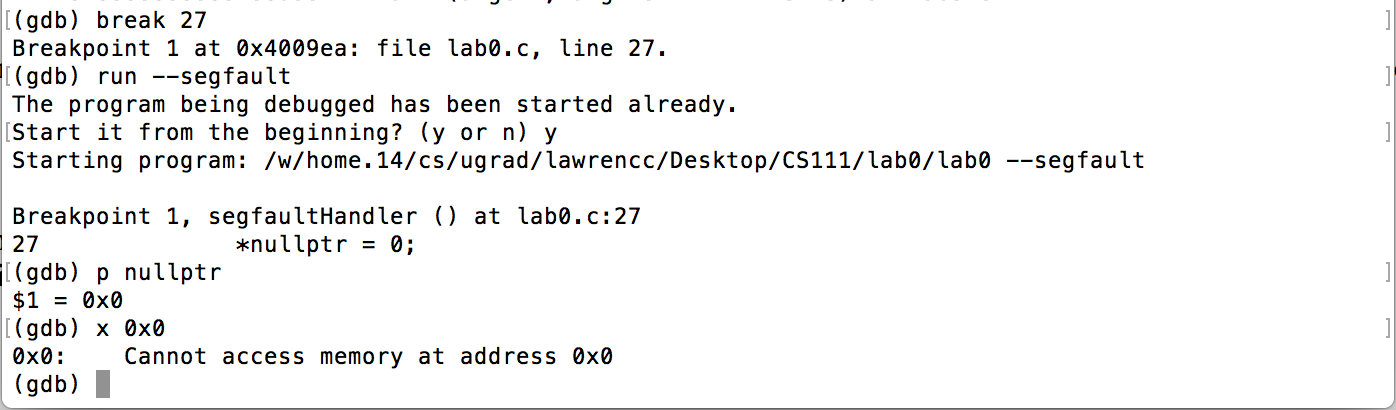 [(gdb) break 27 ]
Breakpoint 1 at 0x4009ea: file lab0.c, line 27.
[(gdb) run --segfault ]
The program being debugged has been started already.
[Start it from the beginning? (y or n) y ]
Starting program: /w/home.14/cs/ugrad/lawrencc/Desktop/CS111/lab0/lab0 --segfault
Breakpoint 1, segfaultHandler () at lab0.c:27
27 *nullptr = 0;
[(gdb) p nullptr ]
$1 = 0x0
[(gdb) x 0x0 ]
0x0: Cannot access memory at address 0x0
(gdb)